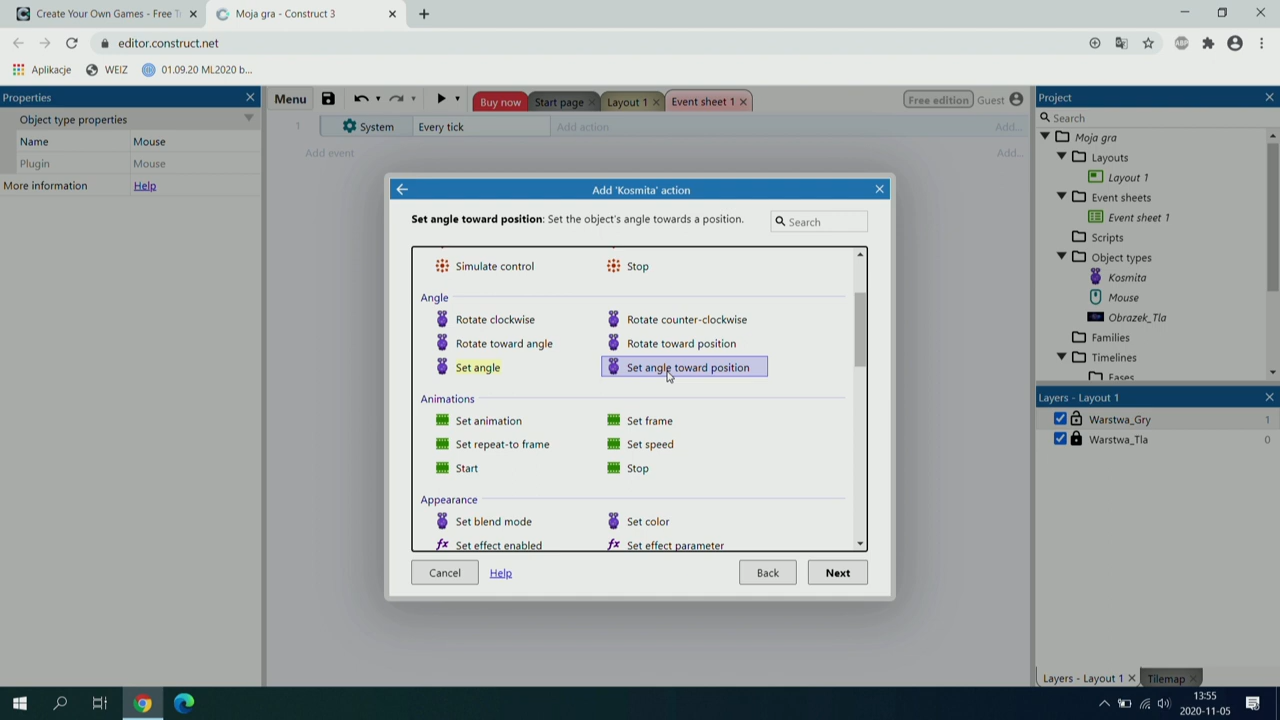 Create Your Own Games - Free T
Moja gra - Construct 3
editor.construct.net
ABP
Aplikacje
WEIZ
01.09.20 ML2020 b...
Properties
Object type properties
Name
Mouse
Plugin
Mouse
More information
Help
Menu
Buy now
Start page
Layout 1
Event sheet 1
Free edition
Guest
1
System
Every tick
Add action
Add...
Add event
Add...
Add 'Kosmita' action
Set angle toward position: Set the object's angle towards a position.
Search
Simulate control
Stop
Angle
Rotate clockwise
Rotate counter-clockwise
Rotate toward angle
Rotate toward position
Set angle
Set angle toward position
Animations
Set animation
Set frame
Set repeat-to frame
Set speed
Start
Stop
Appearance
Set blend mode
Set color
fx Set effect enabled
fx Set effect parameter
Cancel
Help
Back
Next
Project
Search
Moja gra
Layouts
Layout 1
Event sheets
Event sheet 1
Scripts
Object types
Kosmita
Mouse
Obrazek_Tla
Families
Timelines
Eases
Layers - Layout 1
Warstwa_Gry
1
Warstwa_Tla
0
Layers - Layout 1
Tilemap
13:55
2020-11-05